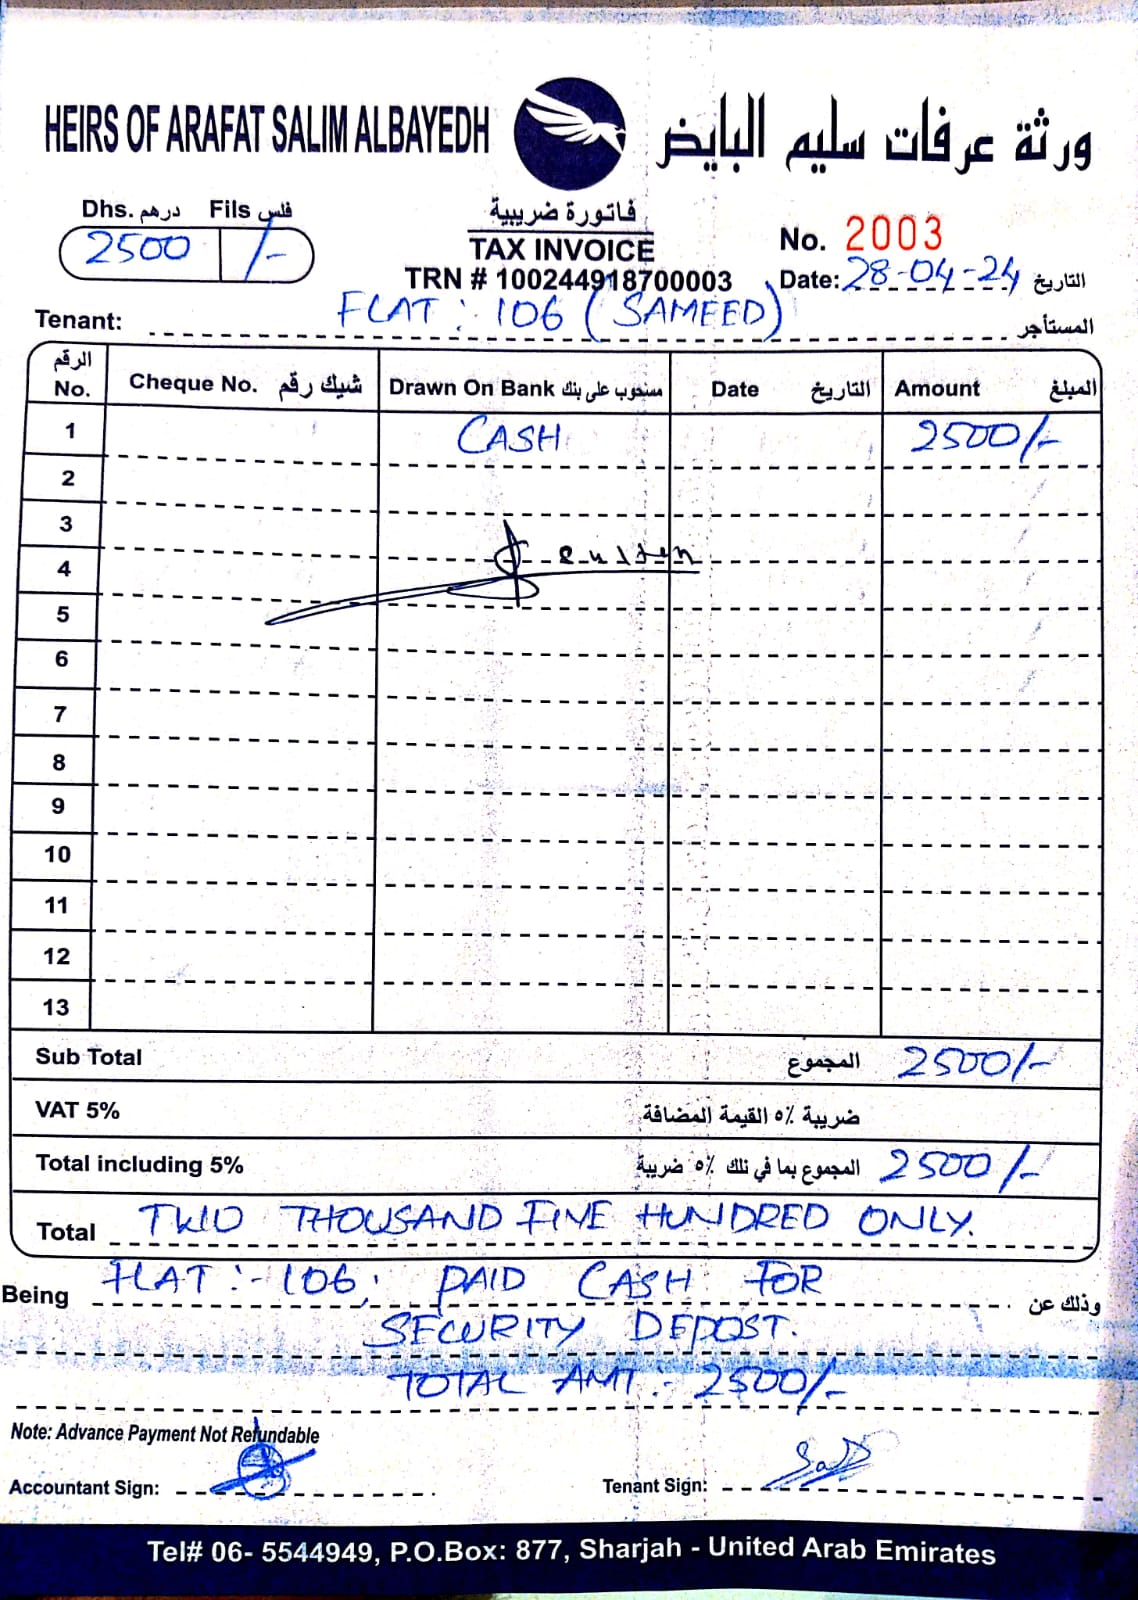 HEIRS OF ARAFAT SALIM ALBAYEDH ورثة عرفات سليم البايض
Dhs. درهم Fils فلس
2500 /-
فاتورة ضريبية
TAX INVOICE
TRN # 100244918700003
No. 2003
Date: 28-04-24 التاريخ
Tenant: FLAT : 106 (SAMEED) المستأجر
الرقم No. Cheque No. شيك رقم Drawn On Bank مسحوب على بنك Date التاريخ Amount المبلغ
1 CASH 2500/-
2
3
4
5
6
7
8
9
10
11
12
13
Sub Total المجموع 2500/-
VAT 5% ضريبة ٥٪ القيمة المضافة
Total including 5% المجموع بما في تلك ٥٪ ضريبة 2500/-
Total TWO THOUSAND FIVE HUNDRED ONLY.
Being FLAT :- 106, PAID CASH FOR وذلك عن
SECURITY DEPOST.
TOTAL AMT :- 2500/-
Note: Advance Payment Not Refundable
Accountant Sign:
Tenant Sign:
Tel# 06- 5544949, P.O.Box: 877, Sharjah - United Arab Emirates